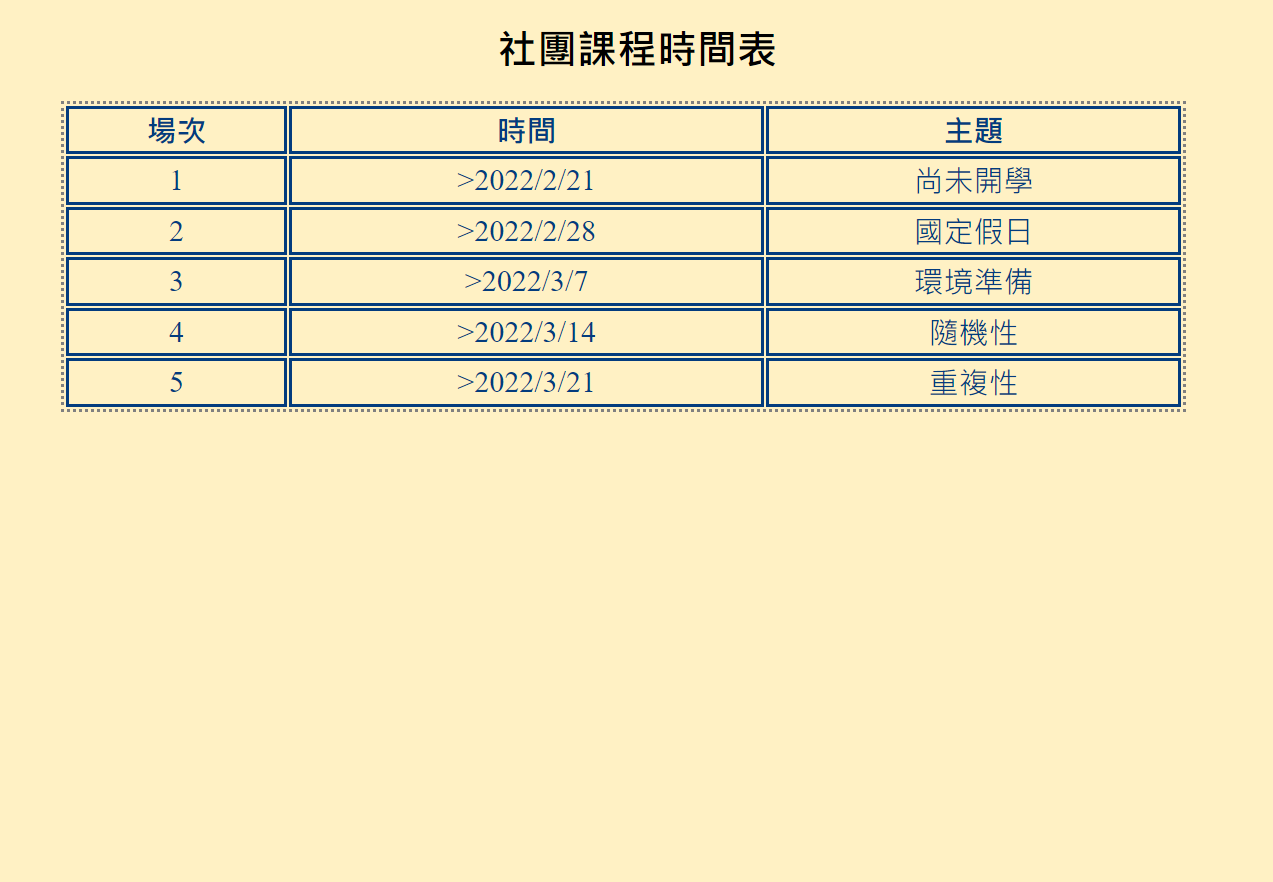 社團課程時間表
場次 時間 主題
1 >2022/2/21 尚未開學
2 >2022/2/28 國定假日
3 >2022/3/7 環境準備
4 >2022/3/14 隨機性
5 >2022/3/21 重複性